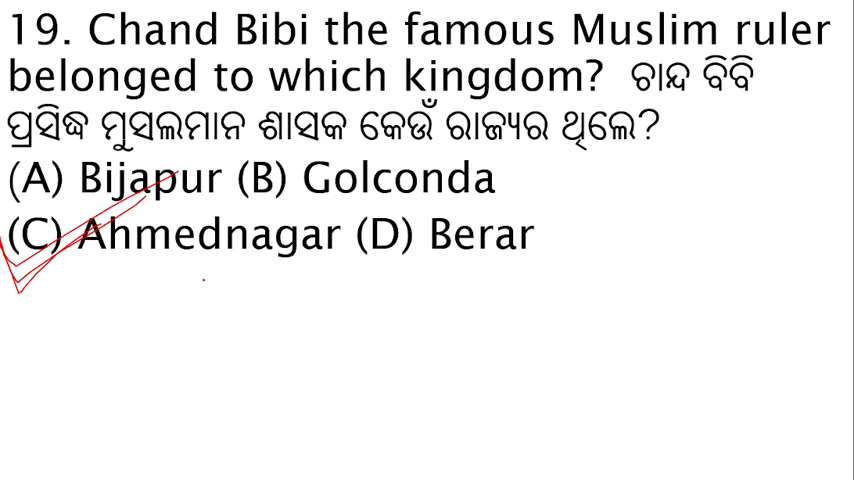 19. Chand Bibi the famous Muslim ruler
belonged to which kingdom? ଚାନ୍ଦ ବିବି
ପ୍ରସିଦ୍ଧ ମୁସଲମାନ ଶାସକ କେଉଁ ରାଜ୍ୟର ଥିଲେ?
(A) Bijapur (B) Golconda
(C) Ahmednagar (D) Berar